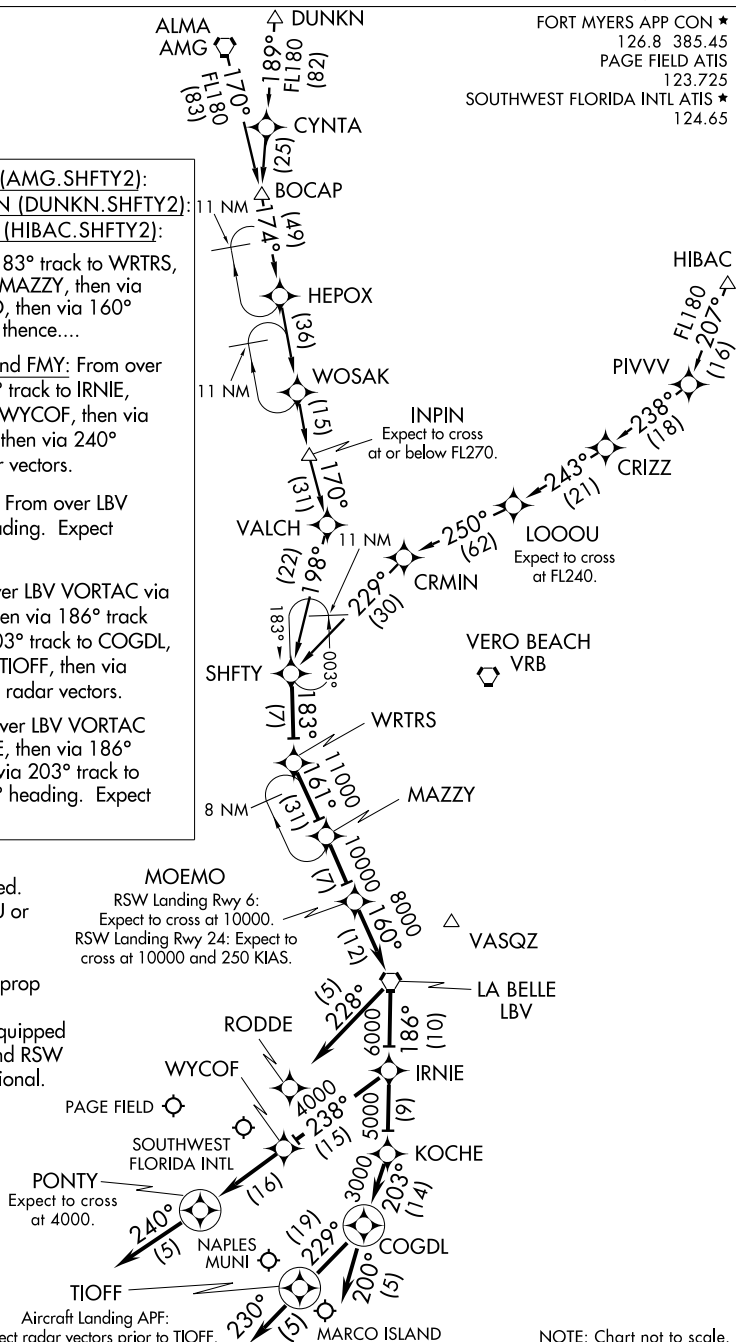 ALMA
AMG
DUNKN
FORT MYERS APP CON ★
126.8 385.45
PAGE FIELD ATIS
123.725
SOUTHWEST FLORIDA INTL ATIS ★
124.65
170°
FL180
(83)
189°
FL180
(82)
CYNTA
(25)
BOCAP
(AMG.SHFTY2):
N (DUNKN.SHFTY2):
(HIBAC.SHFTY2):
83° track to WRTRS,
MAZZY, then via
O, then via 160°
thence....
nd FMY: From over
° track to IRNIE,
WYCOF, then via
then via 240°
r vectors.
From over LBV
ding. Expect
ver LBV VORTAC via
en via 186° track
03° track to COGDL,
TIOFF, then via
radar vectors.
ver LBV VORTAC
E, then via 186°
via 203° track to
° heading. Expect
11 NM
174°
(49)
HEPOX
(36)
11 NM
WOSAK
(15)
INPIN
Expect to cross
at or below FL270.
170°
(31)
VALCH
HIBAC
FL180
207°
(16)
PIVVV
238°
(18)
CRIZZ
243°
(21)
LOOOU
Expect to cross
at FL240.
250°
(62)
CRMIN
229°
(30)
198°
(22)
11 NM
183°
003°
SHFTY
VERO BEACH
VRB
183°
(7)
WRTRS
11000
161°
(31)
8 NM
MAZZY
10000
(7)
MOEMO
RSW Landing Rwy 6:
Expect to cross at 10000.
RSW Landing Rwy 24: Expect to
cross at 10000 and 250 KIAS.
8000
160°
(12)
VASQZ
LA BELLE
LBV
ed.
U or
prop
quipped
nd RSW
ional.
(5)
228°
6000
186°
(10)
RODDE
IRNIE
WYCOF
4000
238°
(15)
5000
(9)
PAGE FIELD
SOUTHWEST
FLORIDA INTL
KOCHE
(16)
3000
203°
(14)
PONTY
Expect to cross
at 4000.
240°
(5)
NAPLES
MUNI
(19)
229°
COGDL
200°
(5)
TIOFF
Aircraft Landing APF:
ect radar vectors prior to TIOFF.
230°
(5)
MARCO ISLAND
NOTE: Chart not to scale.